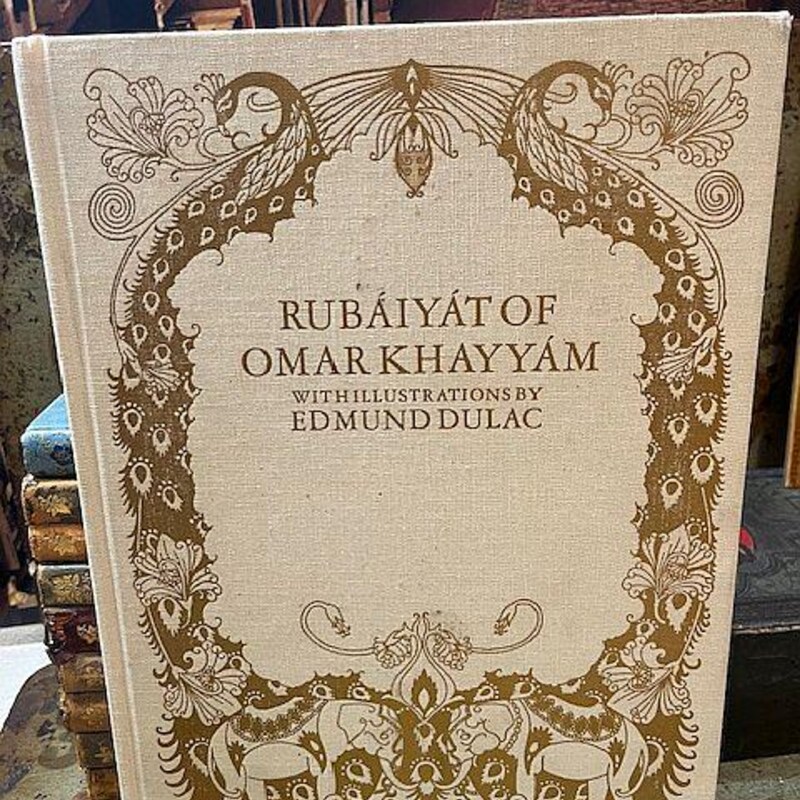 RUBÁIYÁT OF
OMAR KHAYYÁM
WITH ILLUSTRATIONS BY
EDMUND DULAC